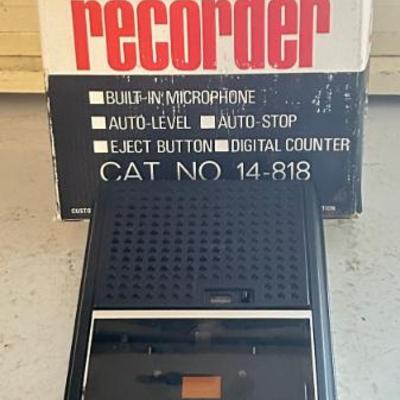 recorder
BUILT-IN MICROPHONE
AUTO-LEVEL AUTO-STOP
EJECT BUTTON DIGITAL COUNTER
CAT. NO. 14-818